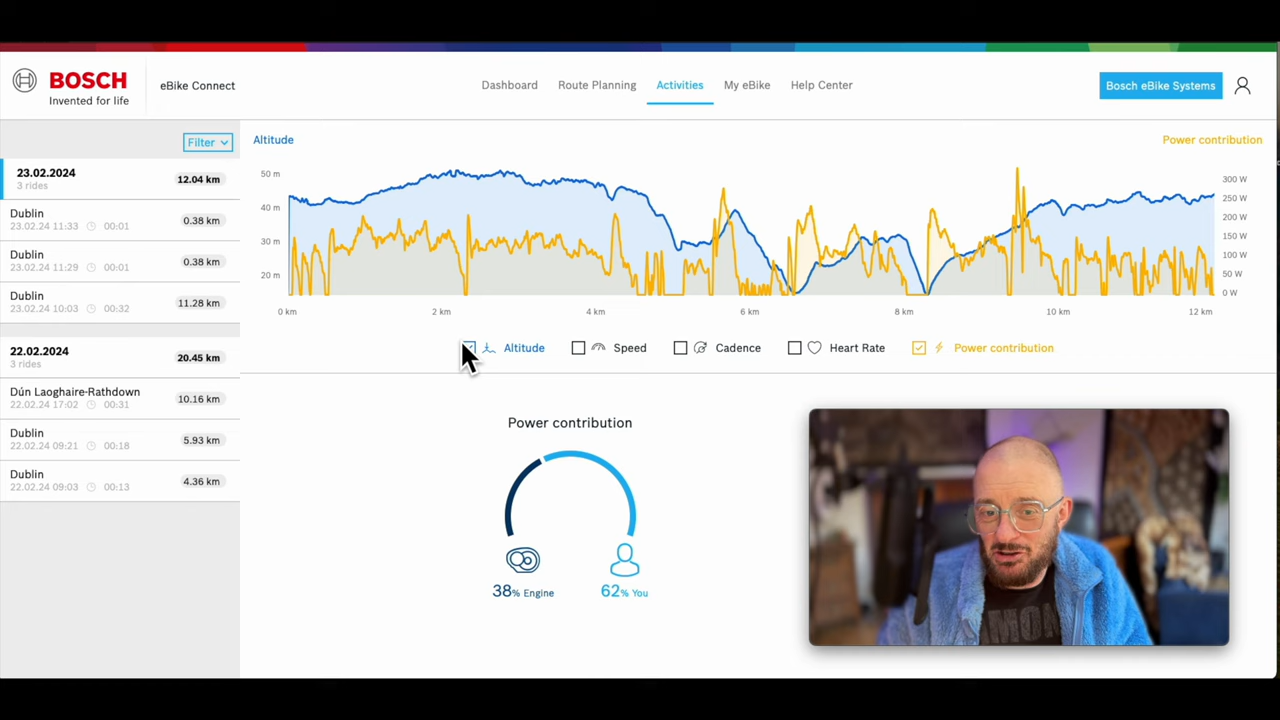 BOSCH
Invented for life
eBike Connect
Dashboard
Route Planning
Activities
My eBike
Help Center
Bosch eBike Systems
Filter
23.02.2024
3 rides
12.04 km
Dublin
23.02.24 11:33 00:01
0.38 km
Dublin
23.02.24 11:29 00:01
0.38 km
Dublin
23.02.24 10:03 00:32
11.28 km
22.02.2024
3 rides
20.45 km
Dún Laoghaire-Rathdown
22.02.24 17:02 00:31
10.16 km
Dublin
22.02.24 09:21 00:18
5.93 km
Dublin
22.02.24 09:03 00:13
4.36 km
Altitude
Power contribution
50 m
40 m
30 m
20 m
300 W
250 W
200 W
150 W
100 W
50 W
0 W
0 km 2 km 4 km 6 km 8 km 10 km 12 km
Altitude Speed Cadence Heart Rate Power contribution
Power contribution
38% Engine
62% You